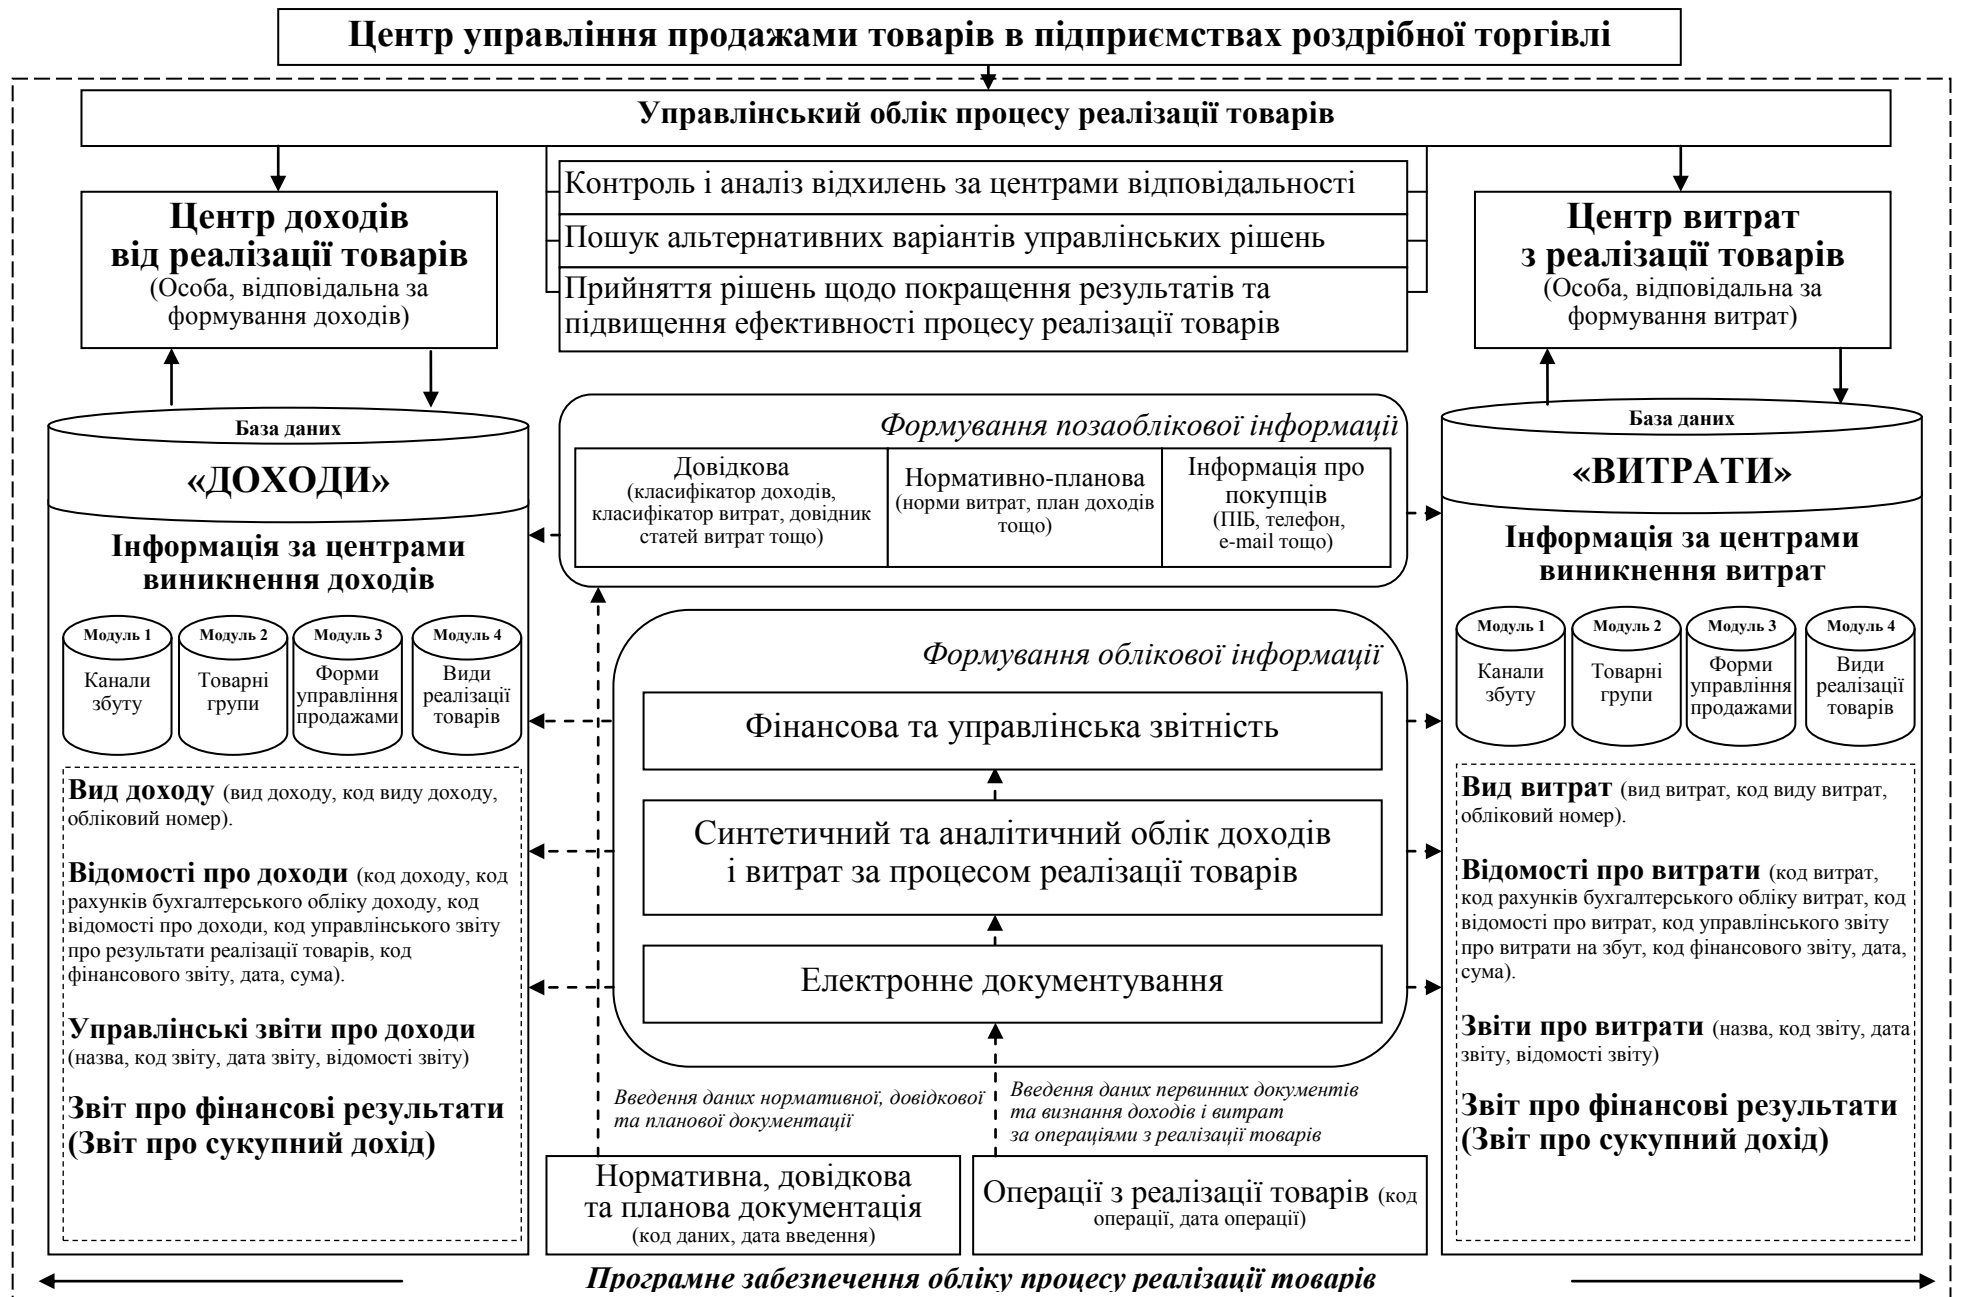 Центр управління продажами товарів в підприємствах роздрібної торгівлі
Управлінський облік процесу реалізації товарів
Центр доходів
від реалізації товарів
(Особа, відповідальна за
формування доходів)
Контроль і аналіз відхилень за центрами відповідальності
Пошук альтернативних варіантів управлінських рішень
Прийняття рішень щодо покращення результатів та
підвищення ефективності процесу реалізації товарів
Центр витрат
з реалізації товарів
(Особа, відповідальна за
формування витрат)
База даних
«ДОХОДИ»
Інформація за центрами
виникнення доходів
Модуль 1
Канали
збуту
Модуль 2
Товарні
групи
Модуль 3
Форми
управління
продажами
Модуль 4
Види
реалізації
товарів
Вид доходу (вид доходу, код виду доходу,
обліковий номер).
Відомості про доходи (код доходу, код
рахунків бухгалтерського обліку доходу, код
відомості про доходи, код управлінського звіту
про результати реалізації товарів, код
фінансового звіту, дата, сума).
Управлінські звіти про доходи
(назва, код звіту, дата звіту, відомості звіту)
Звіт про фінансові результати
(Звіт про сукупний дохід)
Формування позаоблікової інформації
Довідкова
(класифікатор доходів,
класифікатор витрат, довідник
статей витрат тощо)
Нормативно-планова
(норми витрат, план доходів
тощо)
Інформація про
покупців
(ПІБ, телефон,
e-mail тощо)
Формування облікової інформації
Фінансова та управлінська звітність
Синтетичний та аналітичний облік доходів
і витрат за процесом реалізації товарів
Електронне документування
Введення даних нормативної, довідкової
та планової документації
Введення даних первинних документів
та визнання доходів і витрат
за операціями з реалізації товарів
Нормативна, довідкова
та планова документація
(код даних, дата введення)
Операції з реалізації товарів (код
операції, дата операції)
База даних
«ВИТРАТИ»
Інформація за центрами
виникнення витрат
Модуль 1
Канали
збуту
Модуль 2
Товарні
групи
Модуль 3
Форми
управління
продажами
Модуль 4
Види
реалізації
товарів
Вид витрат (вид витрат, код виду витрат,
обліковий номер).
Відомості про витрати (код витрат,
код рахунків бухгалтерського обліку витрат, код
відомості про витрат, код управлінського звіту
про витрати на збут, код фінансового звіту, дата,
сума).
Звіти про витрати (назва, код звіту, дата
звіту, відомості звіту)
Звіт про фінансові результати
(Звіт про сукупний дохід)
Програмне забезпечення обліку процесу реалізації товарів